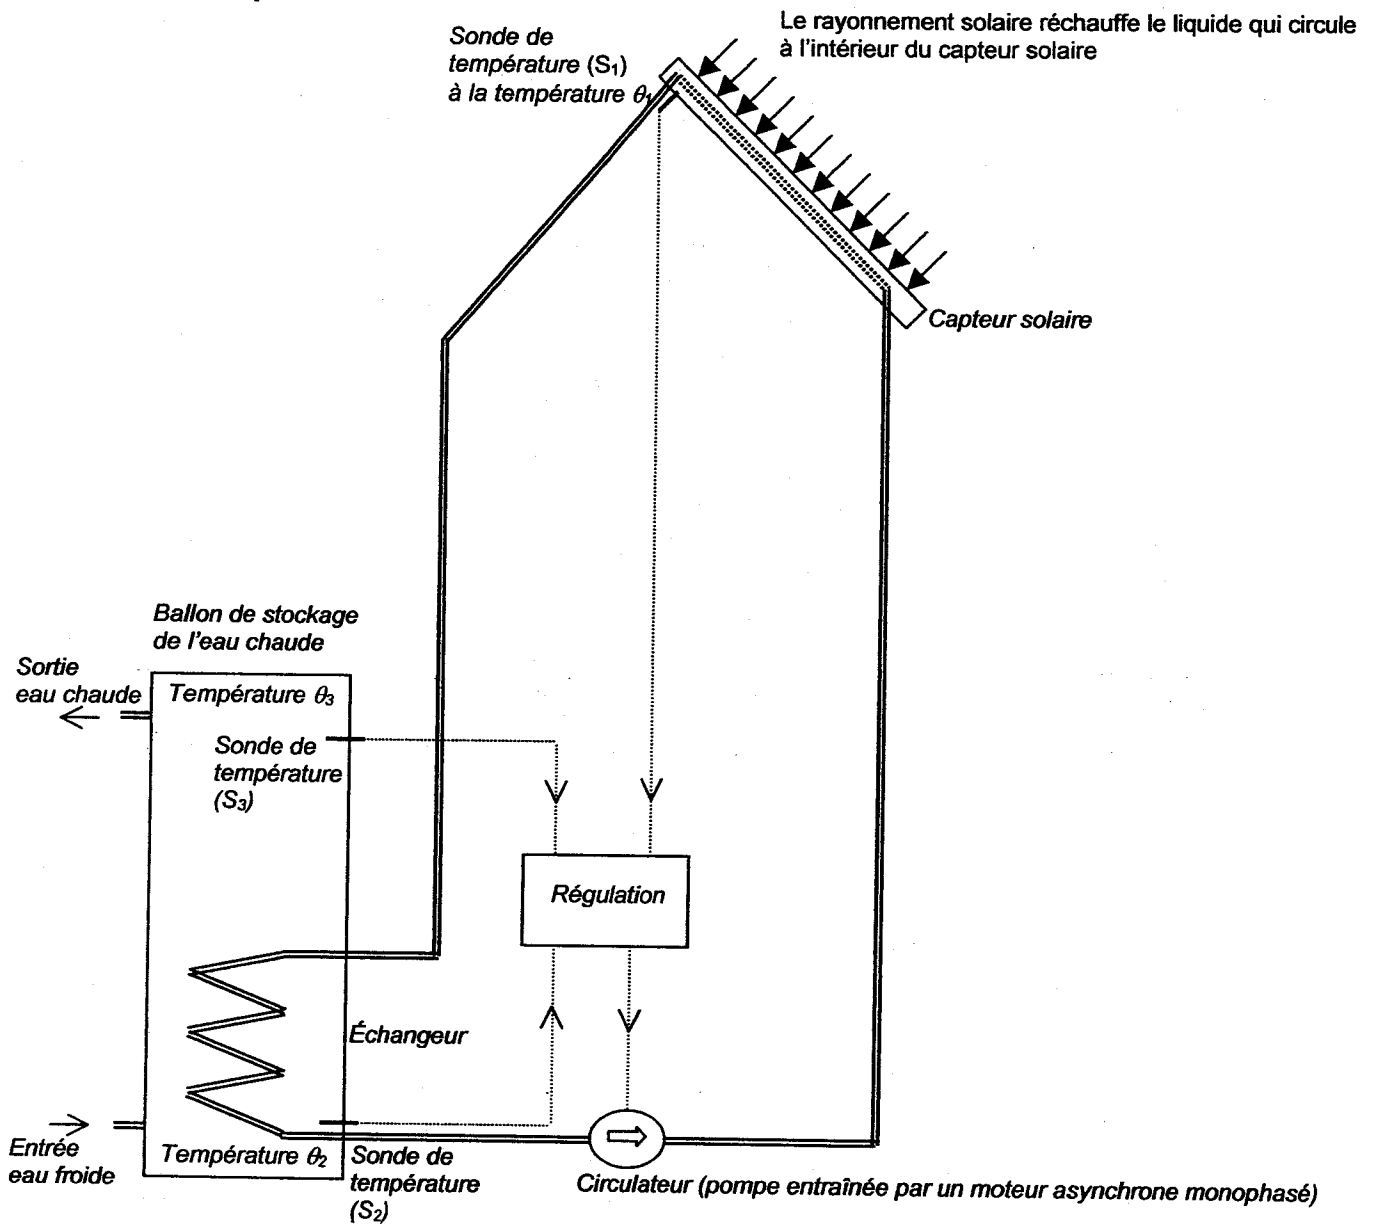 Le rayonnement solaire réchauffe le liquide qui circule
à l'intérieur du capteur solaire
Sonde de
température (S₁)
à la température θ₁
Capteur solaire
Ballon de stockage
de l'eau chaude
Sortie
eau chaude
Température θ₃
Sonde de
température
(S₃)
Régulation
Échangeur
Entrée
eau froide
Température θ₂
Sonde de
température
(S₂)
Circulateur (pompe entraînée par un moteur asynchrone monophasé)